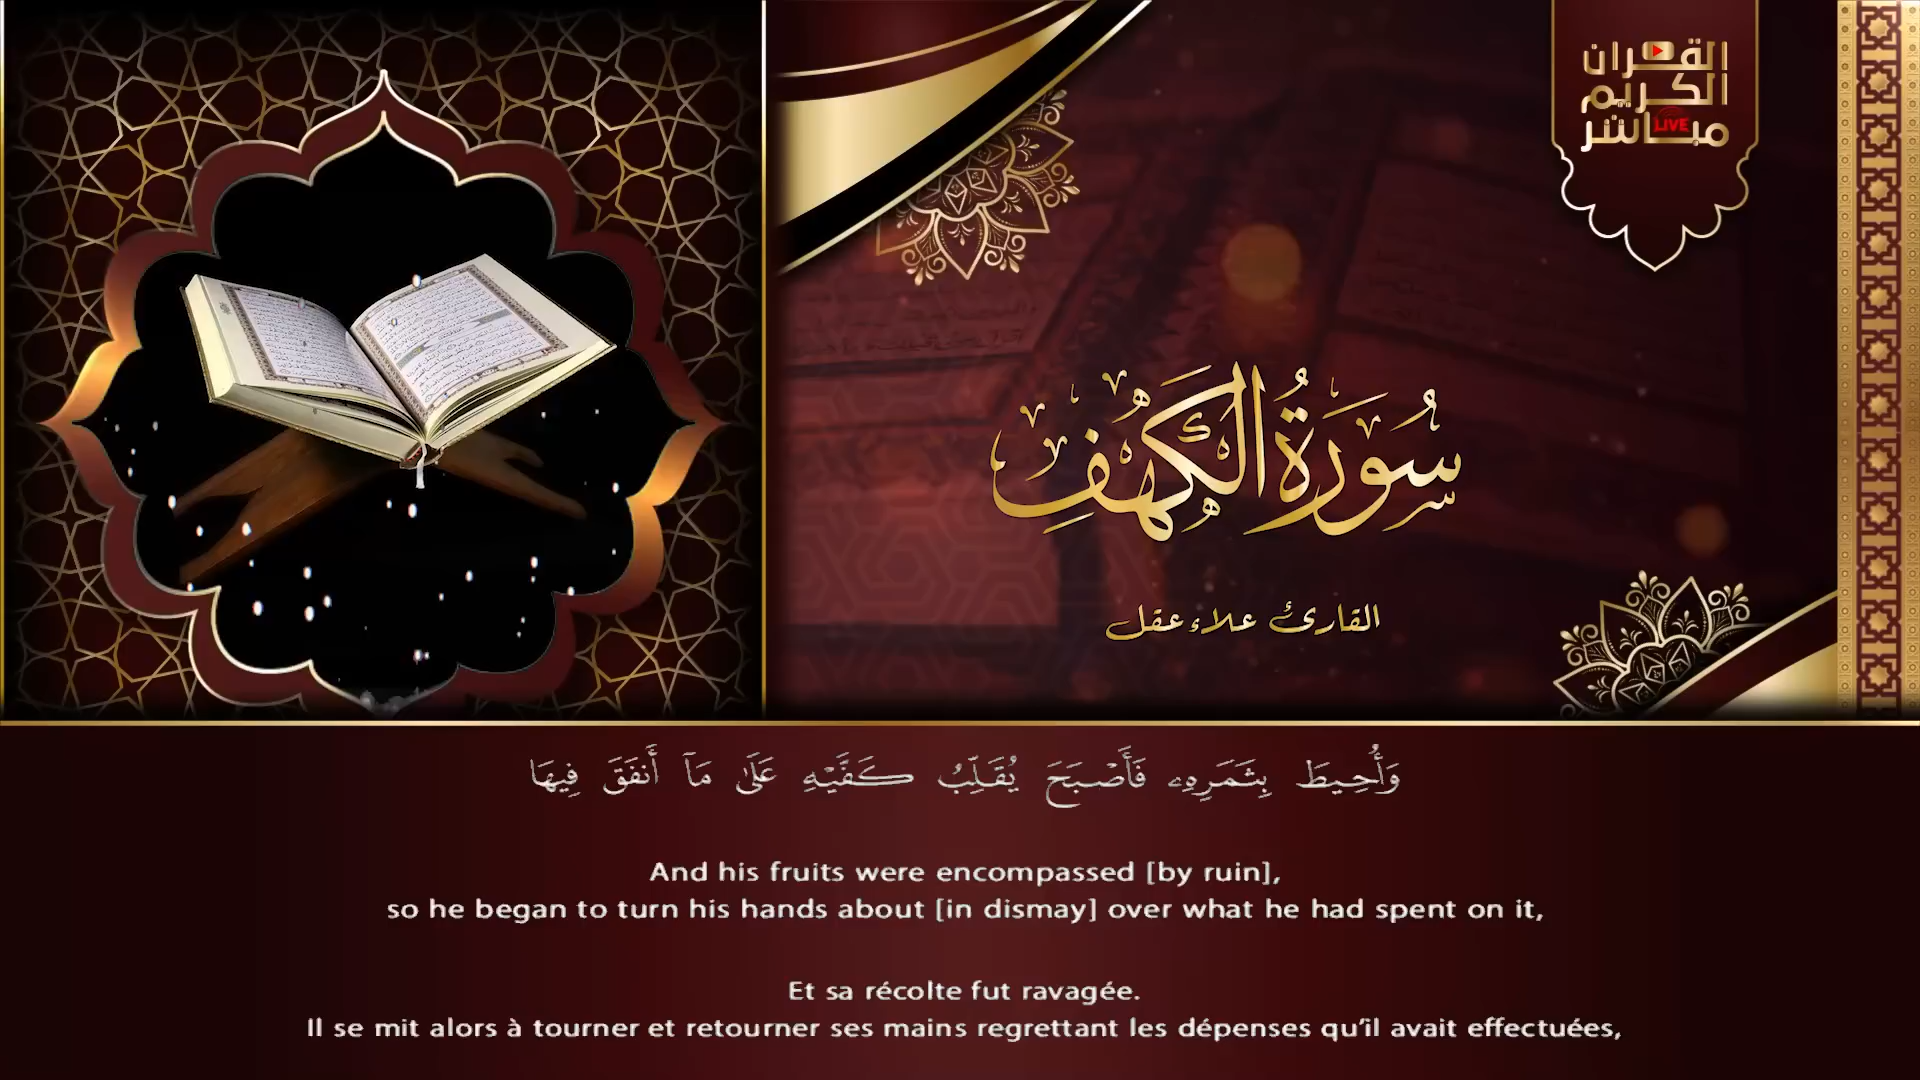 القرآن
الكريم
مباشر
LIVE
سُورَةُ الكَهْفِ
القارئ علاء عقل
وَأُحِيطَ بِثَمَرِهِۦ فَأَصْبَحَ يُقَلِّبُ كَفَّيْهِ عَلَىٰ مَآ أَنفَقَ فِيهَا
And his fruits were encompassed [by ruin],
so he began to turn his hands about [in dismay] over what he had spent on it,
Et sa récolte fut ravagée.
Il se mit alors à tourner et retourner ses mains regrettant les dépenses qu’il avait effectuées,